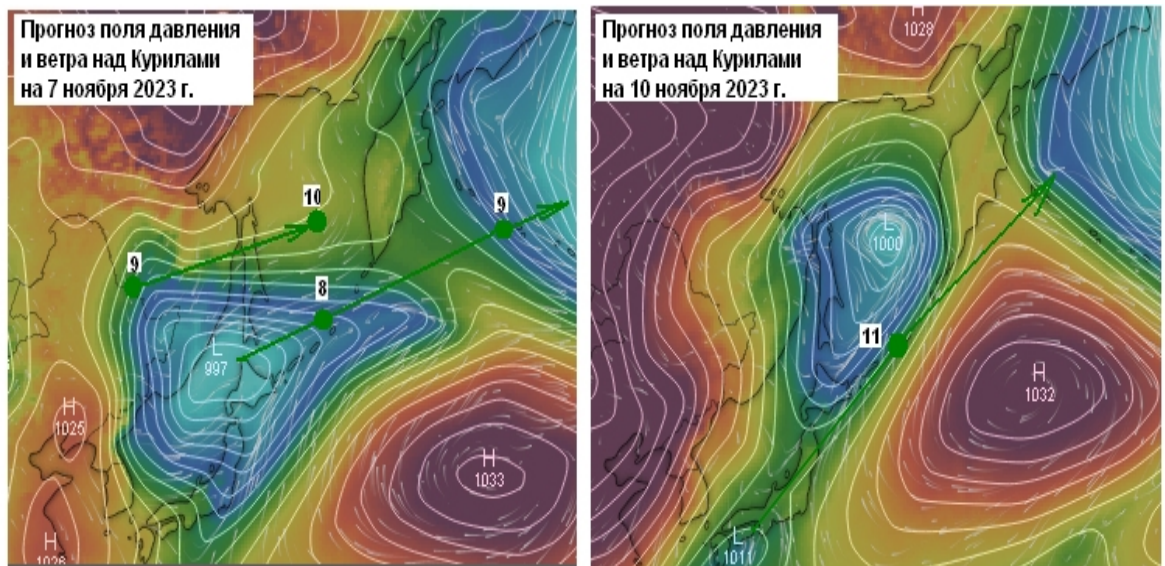 Прогноз поля давления
и ветра над Курилами
на 7 ноября 2023 г.
10
9
9
8
L
997
H
1025
H
1033
H
1026
Прогноз поля давления
и ветра над Курилами
на 10 ноября 2023 г.
H
1028
L
1000
11
H
1032
L
1011